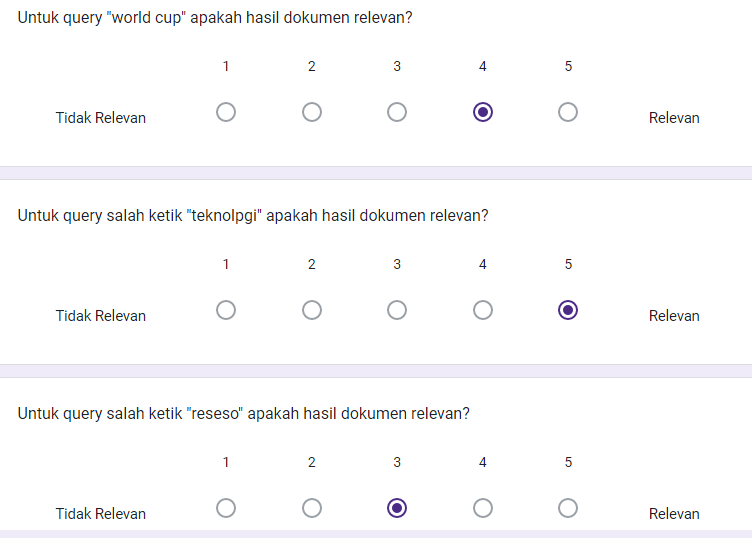 Untuk query "world cup" apakah hasil dokumen relevan?
1 2 3 4 5
Tidak Relevan Relevan
Untuk query salah ketik "teknolpgi" apakah hasil dokumen relevan?
1 2 3 4 5
Tidak Relevan Relevan
Untuk query salah ketik "reseso" apakah hasil dokumen relevan?
1 2 3 4 5
Tidak Relevan Relevan